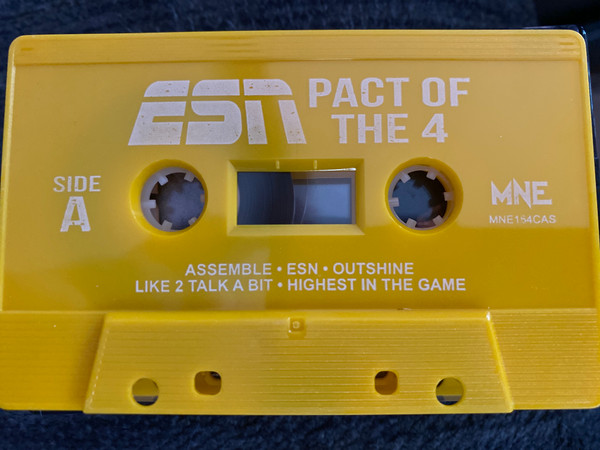 ESN PACT OF
THE 4
SIDE
A
MNE
MNE154CAS
ASSEMBLE • ESN • OUTSHINE
LIKE 2 TALK A BIT • HIGHEST IN THE GAME